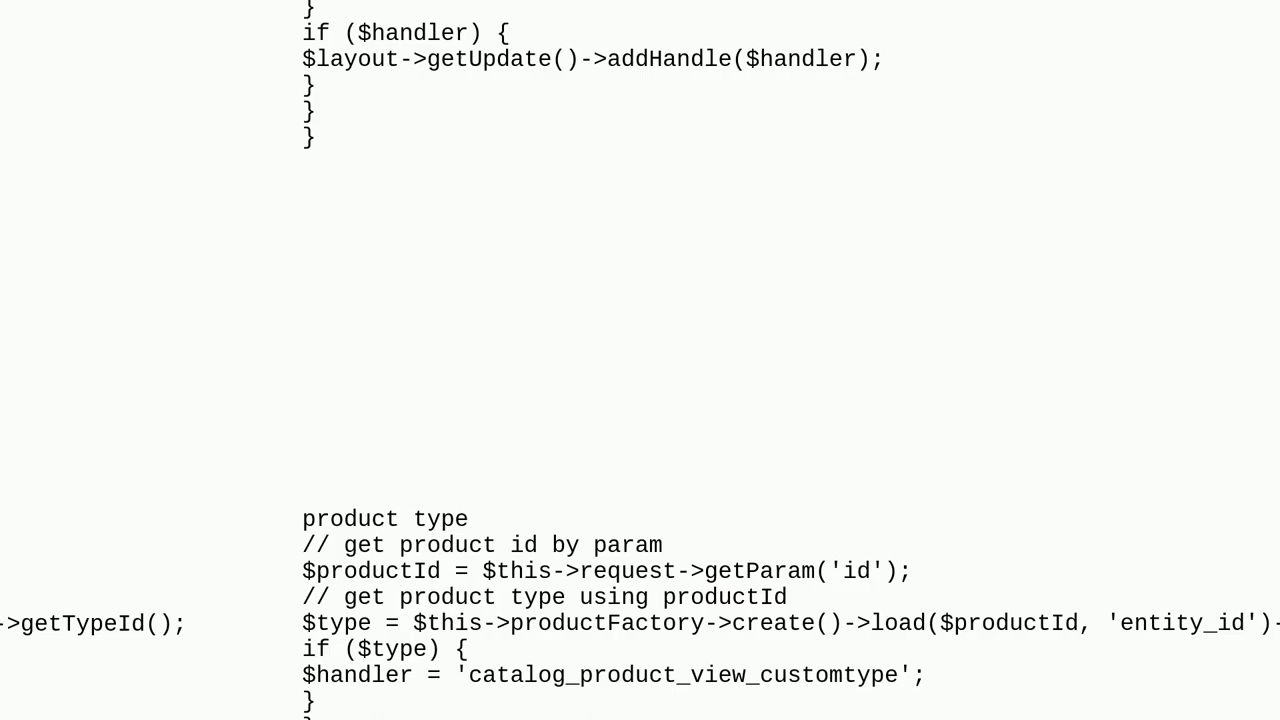 }
if ($handler) {
$layout->getUpdate()->addHandle($handler);
}
}
}
product type
// get product id by param
$productId = $this->request->getParam('id');
// get product type using productId
->getTypeId();
$type = $this->productFactory->create()->load($productId, 'entity_id')-
if ($type) {
$handler = 'catalog_product_view_customtype';
}
}